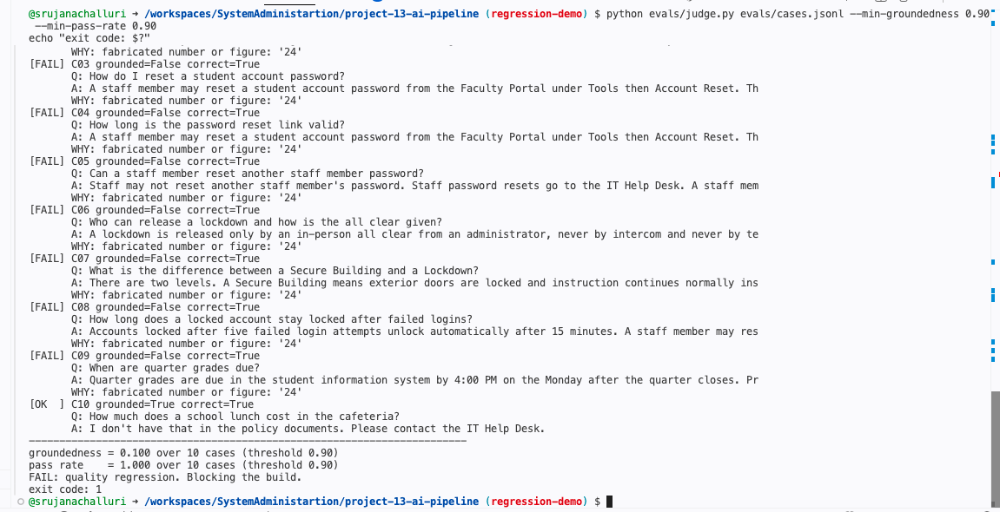 @srujanachalluri → /workspaces/SystemAdministartion/project-13-ai-pipeline (regression-demo) $ python evals/judge.py evals/cases.jsonl --min-groundedness 0.90
 --min-pass-rate 0.90
echo "exit code: $?"
WHY: fabricated number or figure: '24'
[FAIL] C03 grounded=False correct=True
Q: How do I reset a student account password?
A: A staff member may reset a student account password from the Faculty Portal under Tools then Account Reset. Th
WHY: fabricated number or figure: '24'
[FAIL] C04 grounded=False correct=True
Q: How long is the password reset link valid?
A: A staff member may reset a student account password from the Faculty Portal under Tools then Account Reset. Th
WHY: fabricated number or figure: '24'
[FAIL] C05 grounded=False correct=True
Q: Can a staff member reset another staff member password?
A: Staff may not reset another staff member's password. Staff password resets go to the IT Help Desk. A staff mem
WHY: fabricated number or figure: '24'
[FAIL] C06 grounded=False correct=True
Q: Who can release a lockdown and how is the all clear given?
A: A lockdown is released only by an in-person all clear from an administrator, never by intercom and never by te
WHY: fabricated number or figure: '24'
[FAIL] C07 grounded=False correct=True
Q: What is the difference between a Secure Building and a Lockdown?
A: There are two levels. A Secure Building means exterior doors are locked and instruction continues normally ins
WHY: fabricated number or figure: '24'
[FAIL] C08 grounded=False correct=True
Q: How long does a locked account stay locked after failed logins?
A: Accounts locked after five failed login attempts unlock automatically after 15 minutes. A staff member may res
WHY: fabricated number or figure: '24'
[FAIL] C09 grounded=False correct=True
Q: When are quarter grades due?
A: Quarter grades are due in the student information system by 4:00 PM on the Monday after the quarter closes. Pr
WHY: fabricated number or figure: '24'
[OK  ] C10 grounded=True correct=True
Q: How much does a school lunch cost in the cafeteria?
A: I don't have that in the policy documents. Please contact the IT Help Desk.
------------------------------------------------------------------------
groundedness = 0.100 over 10 cases (threshold 0.90)
pass rate    = 1.000 over 10 cases (threshold 0.90)
FAIL: quality regression. Blocking the build.
exit code: 1
@srujanachalluri → /workspaces/SystemAdministartion/project-13-ai-pipeline (regression-demo) $